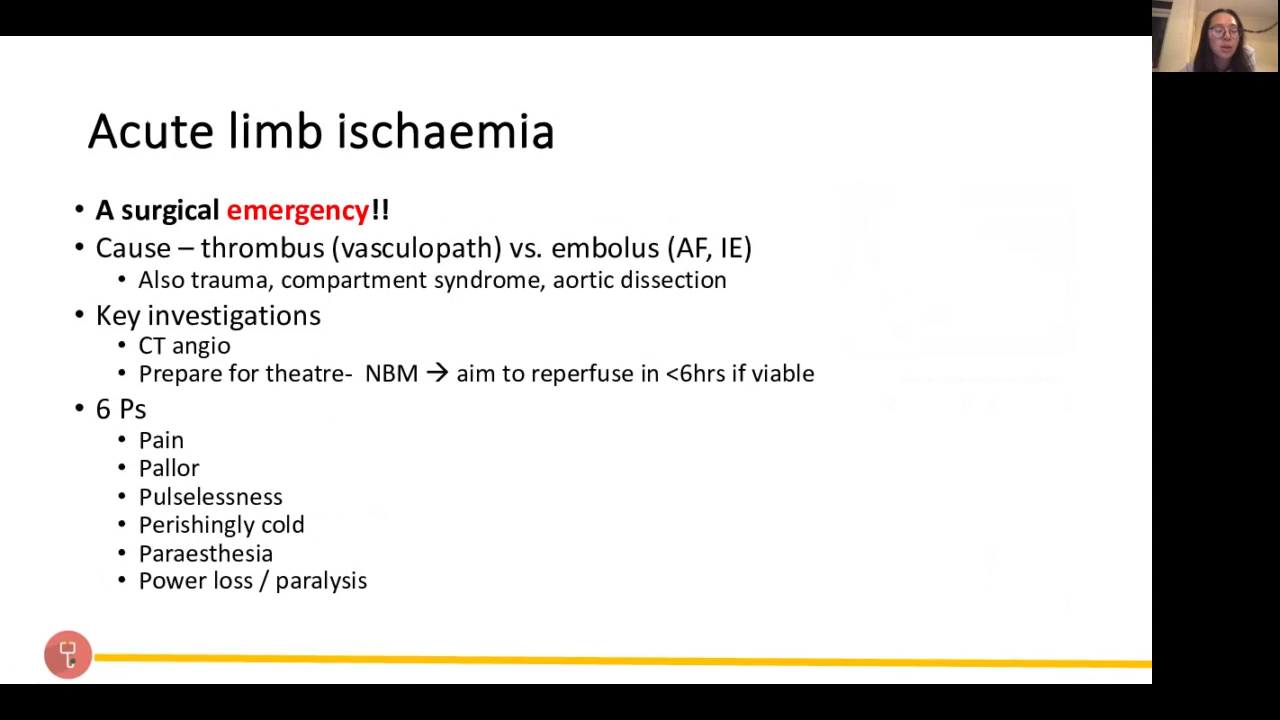 Acute limb ischaemia
• A surgical emergency!!
• Cause – thrombus (vasculopath) vs. embolus (AF, IE)
• Also trauma, compartment syndrome, aortic dissection
• Key investigations
• CT angio
• Prepare for theatre- NBM → aim to reperfuse in <6hrs if viable
• 6 Ps
• Pain
• Pallor
• Pulselessness
• Perishingly cold
• Paraesthesia
• Power loss / paralysis